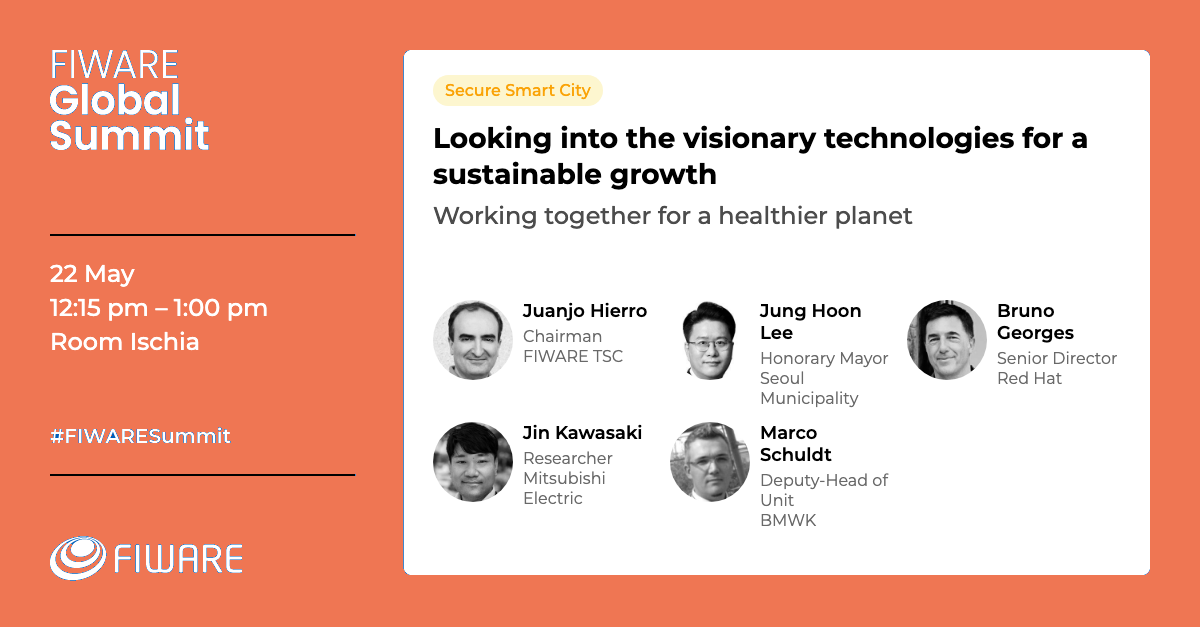 FIWARE
Global
Summit
22 May
12:15 pm – 1:00 pm
Room Ischia
#FIWARESummit
FIWARE
Secure Smart City
Looking into the visionary technologies for a
sustainable growth
Working together for a healthier planet
Juanjo Hierro
Chairman
FIWARE TSC
Jung Hoon
Lee
Honorary Mayor
Seoul
Municipality
Bruno
Georges
Senior Director
Red Hat
Jin Kawasaki
Researcher
Mitsubishi
Electric
Marco
Schuldt
Deputy-Head of
Unit
BMWK